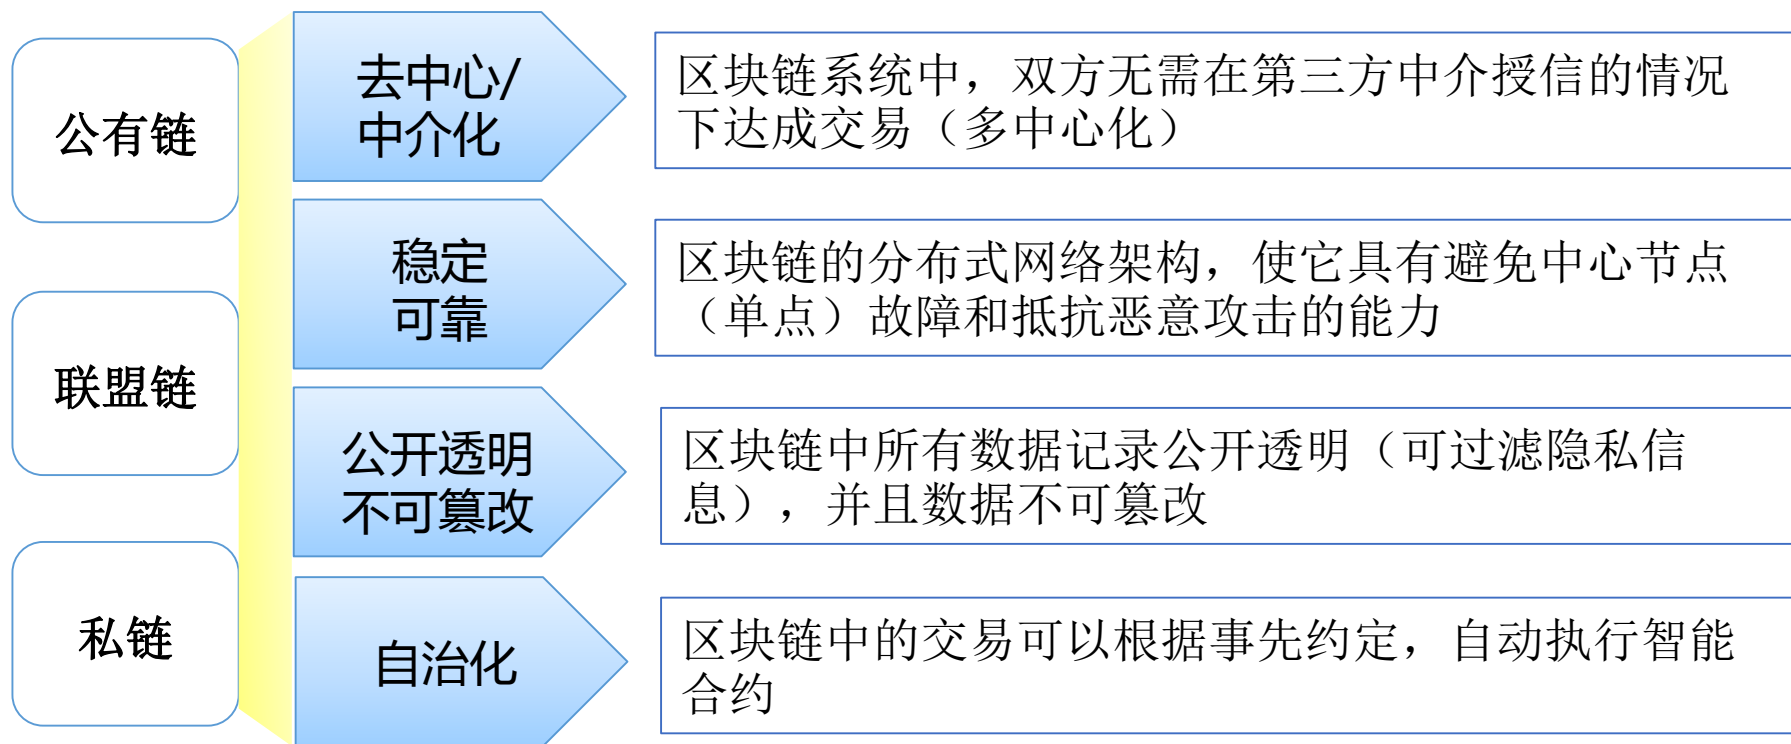 公有链
联盟链
私链
去中心/
中介化
区块链系统中，双方无需在第三方中介授信的情况
下达成交易（多中心化）
稳定
可靠
区块链的分布式网络架构，使它具有避免中心节点
（单点）故障和抵抗恶意攻击的能力
公开透明
不可篡改
区块链中所有数据记录公开透明（可过滤隐私信
息），并且数据不可篡改
自治化
区块链中的交易可以根据事先约定，自动执行智能
合约